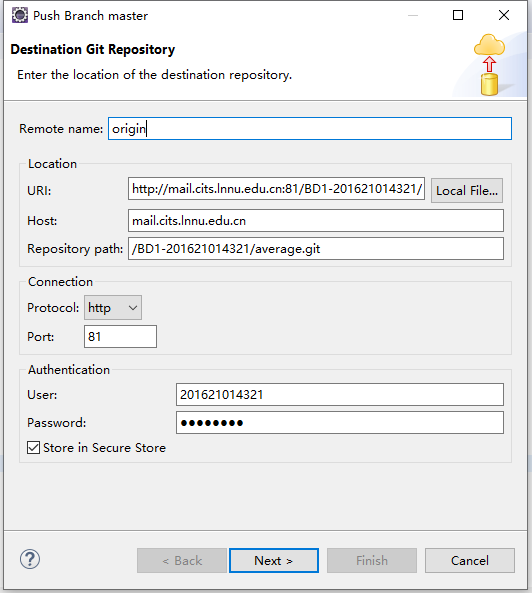 Push Branch master
Destination Git Repository
Enter the location of the destination repository.
Remote name: origin
Location
URI: http://mail.cits.lnnu.edu.cn:81/BD1-201621014321/ Local File...
Host: mail.cits.lnnu.edu.cn
Repository path: /BD1-201621014321/average.git
Connection
Protocol: http
Port: 81
Authentication
User: 201621014321
Password: ●●●●●●●●
Store in Secure Store
? < Back Next > Finish Cancel